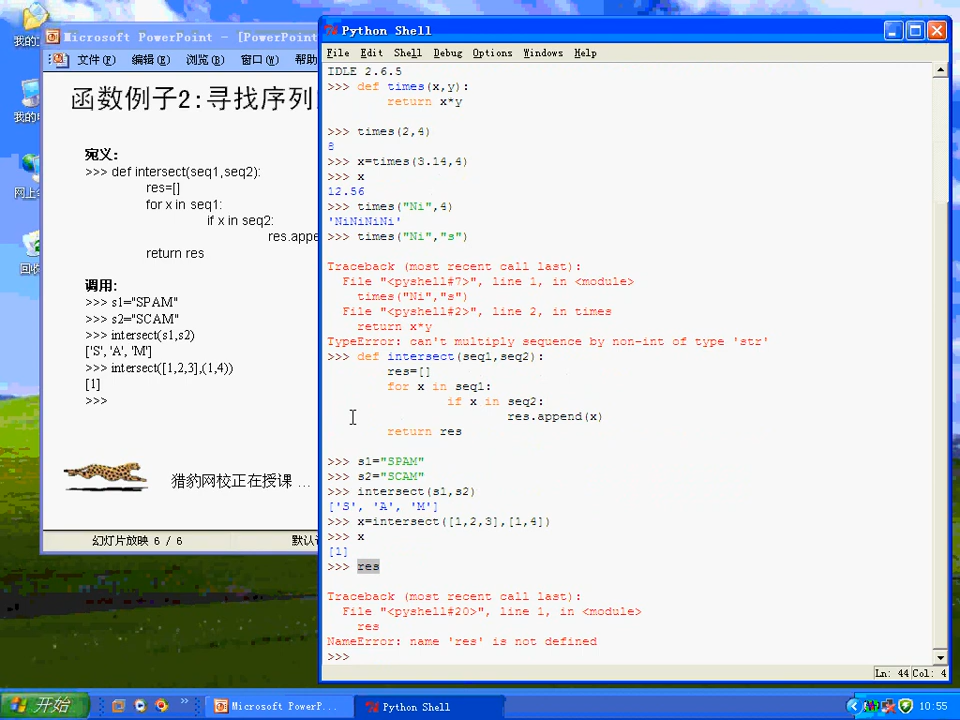 我的
我的
网上
回收
Microsoft PowerPoint - [PowerPoint
文件(F) 编辑(E) 浏览(B) 窗口(W) 帮助
函数例子2:寻找序列
宛义:
>>> def intersect(seq1,seq2):
res=[]
for x in seq1:
if x in seq2:
res.appe
return res
调用:
>>> s1="SPAM"
>>> s2="SCAM"
>>> intersect(s1,s2)
['S', 'A', 'M']
>>> intersect([1,2,3],(1,4))
[1]
>>>
猎豹网校正在授课 ...
幻灯片放映 6 / 6 默认
Python Shell
File Edit Shell Debug Options Windows Help
IDLE 2.6.5
>>> def times(x,y):
return x*y
>>> times(2,4)
8
>>> x=times(3.14,4)
>>> x
12.56
>>> times("Ni",4)
'NiNiNiNi'
>>> times("Ni","s")
Traceback (most recent call last):
File "<pyshell#7>", line 1, in <module>
times("Ni","s")
File "<pyshell#2>", line 2, in times
return x*y
TypeError: can't multiply sequence by non-int of type 'str'
>>> def intersect(seq1,seq2):
res=[]
for x in seq1:
if x in seq2:
res.append(x)
return res
>>> s1="SPAM"
>>> s2="SCAM"
>>> intersect(s1,s2)
['S', 'A', 'M']
>>> x=intersect([1,2,3],[1,4])
>>> x
[1]
>>> res
Traceback (most recent call last):
File "<pyshell#20>", line 1, in <module>
res
NameError: name 'res' is not defined
>>>
Ln: 44 Col: 4
开始
Microsoft PowerP...
Python Shell
10:55